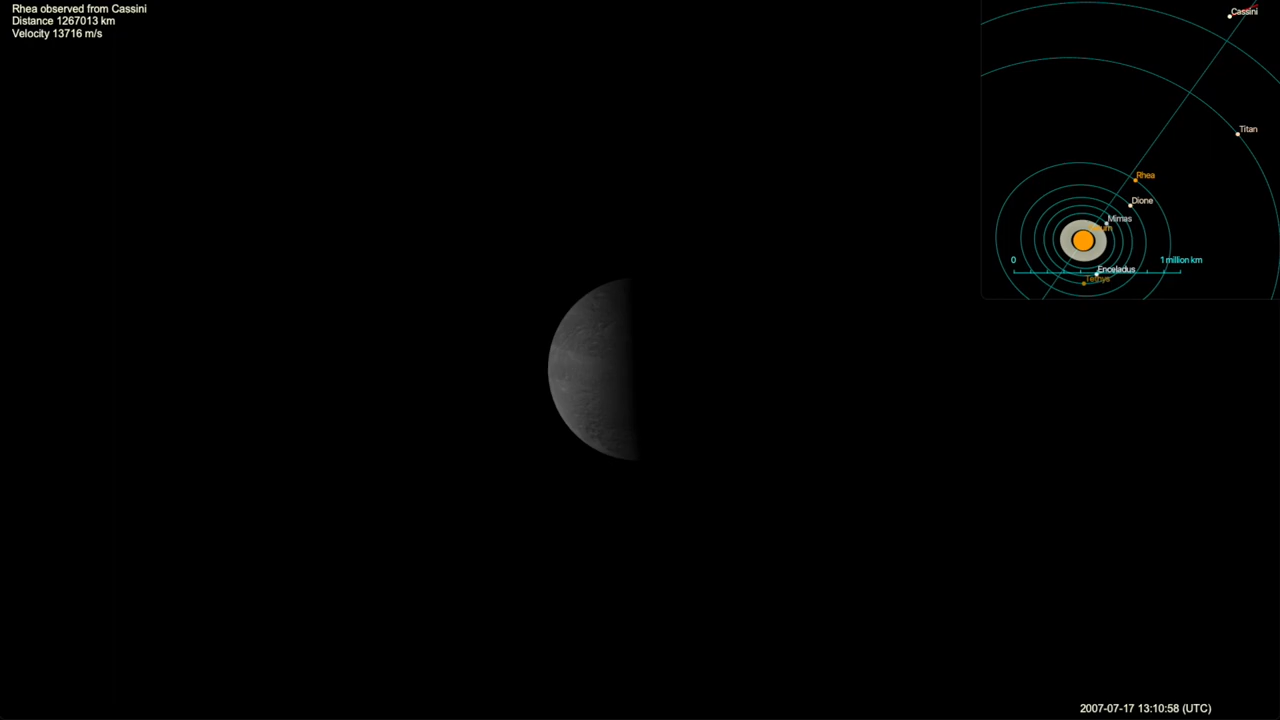 Rhea observed from Cassini
Distance 1267013 km
Velocity 13716 m/s
Cassini
Titan
Rhea
Dione
Mimas
0
1 million km
Enceladus
Tethys
2007-07-17 13:10:58 (UTC)